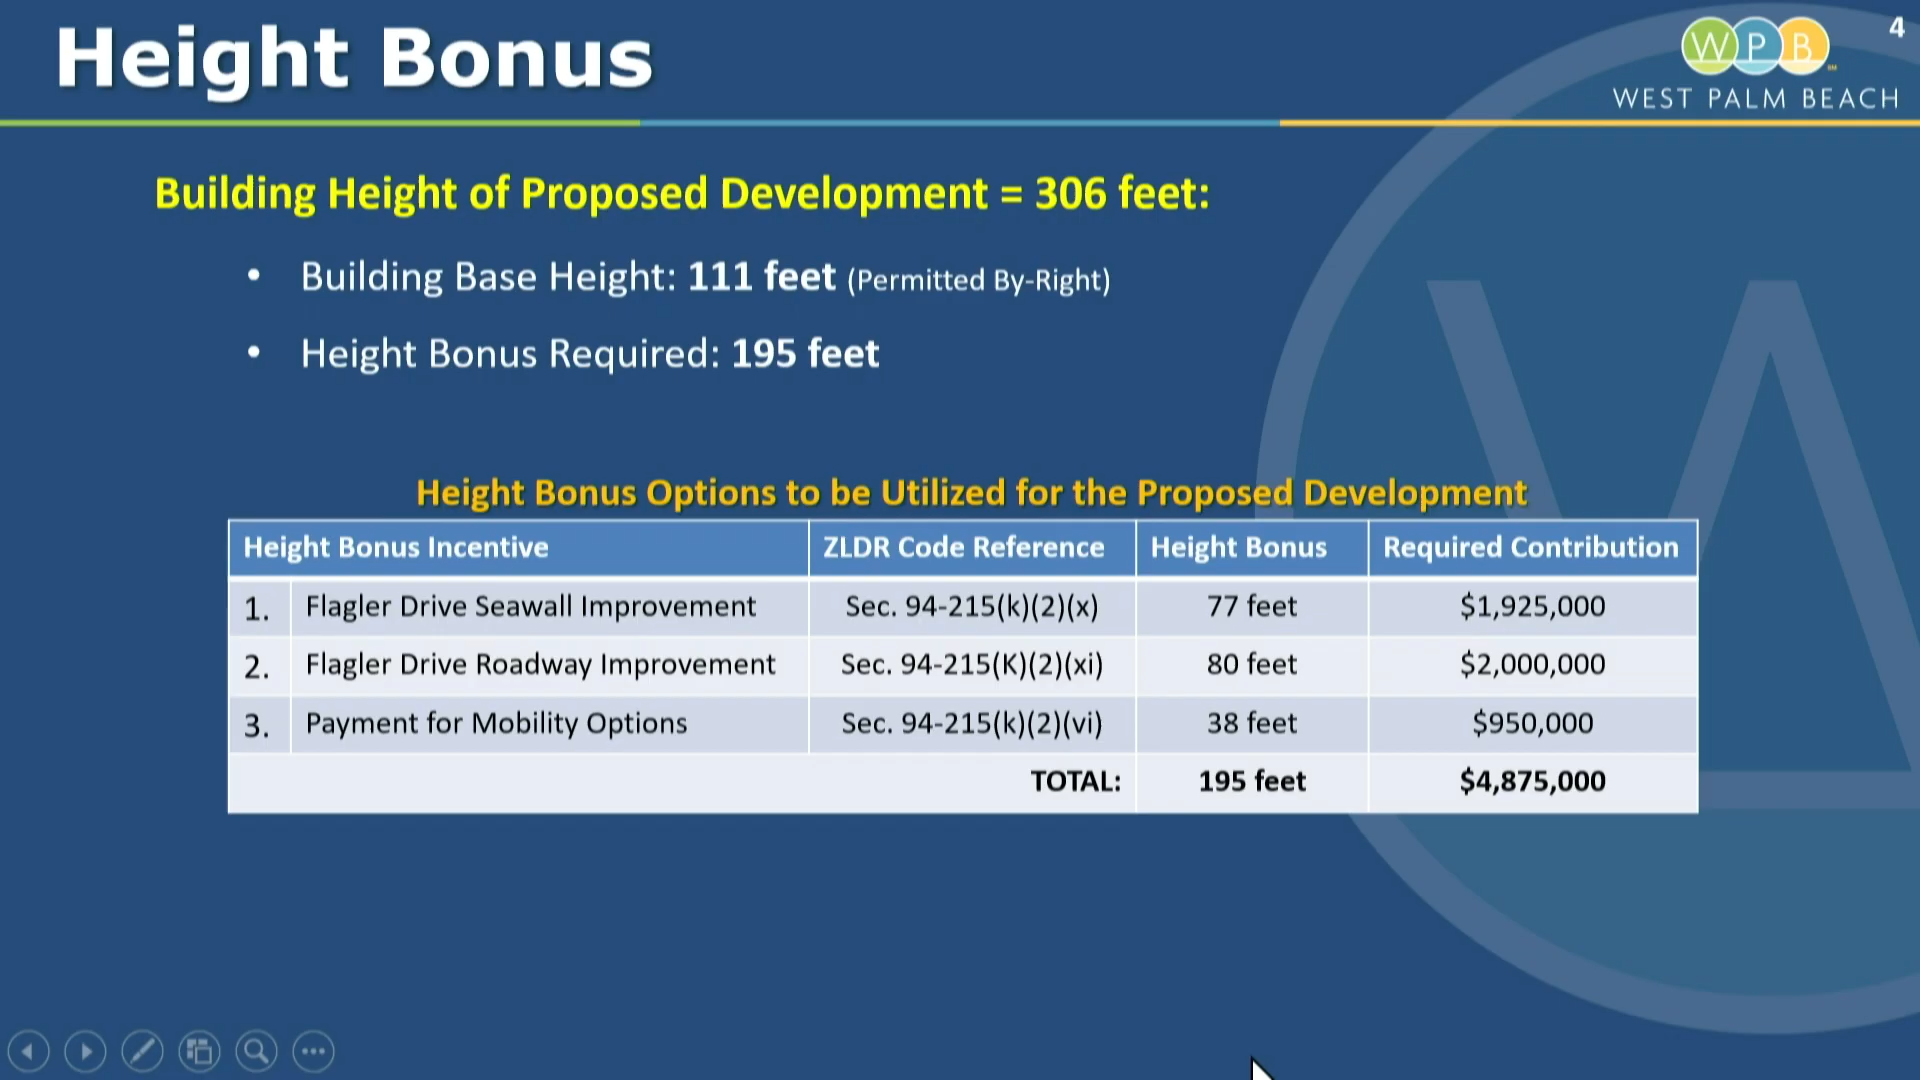 Height Bonus
4
WPB
WEST PALM BEACH
Building Height of Proposed Development = 306 feet:
• Building Base Height: 111 feet (Permitted By-Right)
• Height Bonus Required: 195 feet
Height Bonus Options to be Utilized for the Proposed Development
Height Bonus Incentive ZLDR Code Reference Height Bonus Required Contribution
1. Flagler Drive Seawall Improvement Sec. 94-215(k)(2)(x) 77 feet $1,925,000
2. Flagler Drive Roadway Improvement Sec. 94-215(K)(2)(xi) 80 feet $2,000,000
3. Payment for Mobility Options Sec. 94-215(k)(2)(vi) 38 feet $950,000
TOTAL: 195 feet $4,875,000